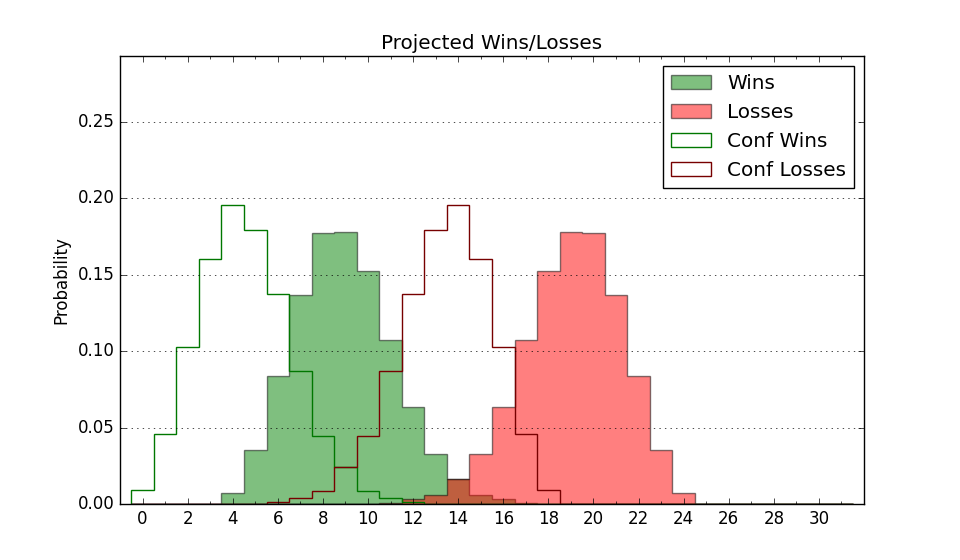 Projected Wins/Losses
Wins
Losses
Conf Wins
Conf Losses
0.25
0.20
0.15
0.10
0.05
0.00
Probability
0 2 4 6 8 10 12 14 16 18 20 22 24 26 28 30